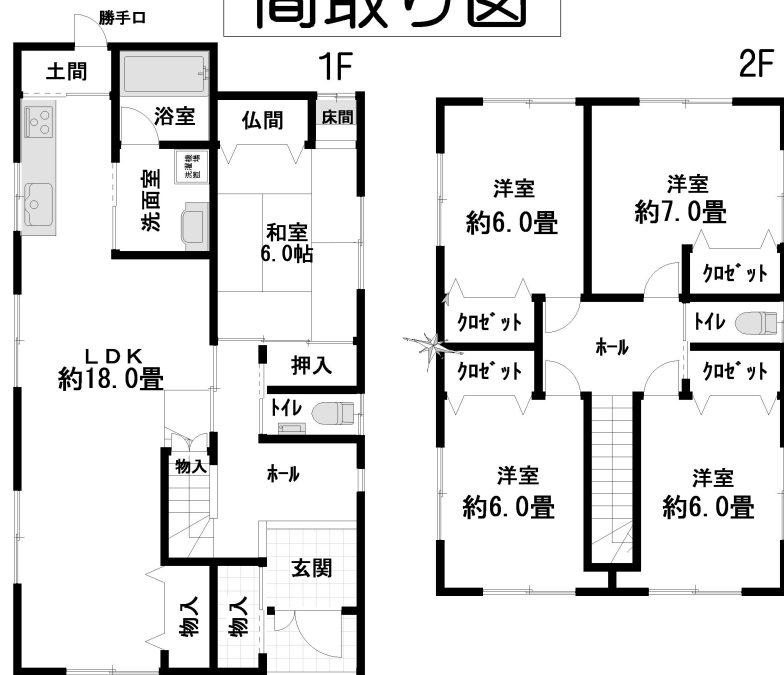 間取り図
勝手口
1F
2F
土間
浴室
仏間
床間
洗面室
洗濯機置場
和室
6.0帖
押入
LDK
約18.0畳
トイレ
物入
ホール
玄関
物入
物入
洋室
約6.0畳
洋室
約7.0畳
クロゼット
クロゼット
トイレ
ホール
クロゼット
クロゼット
洋室
約6.0畳
洋室
約6.0畳